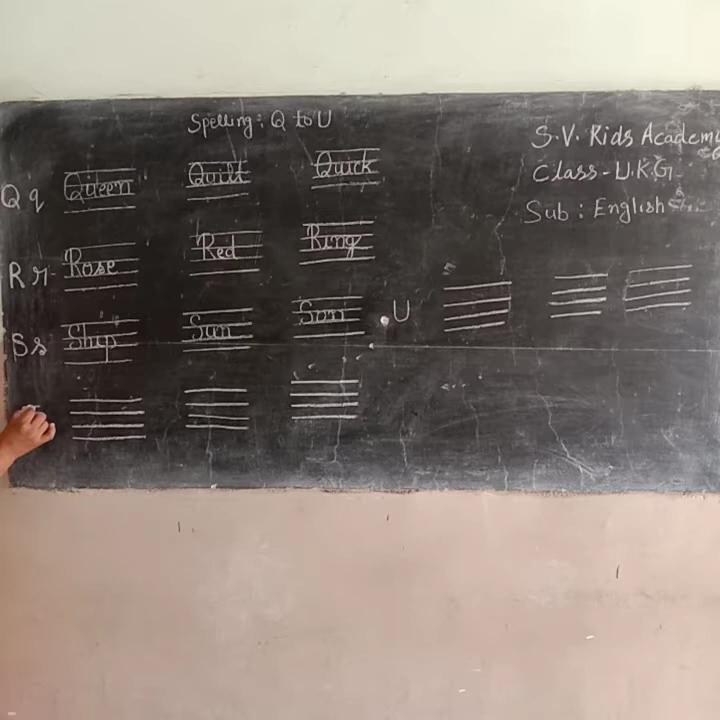 Spelling: Q to U
S.V. Kids Academy
Class - U.K.G
Sub : English
Q q Queen Quilt Quick
R r Rose Red Ring
S s Ship Sun Son
U